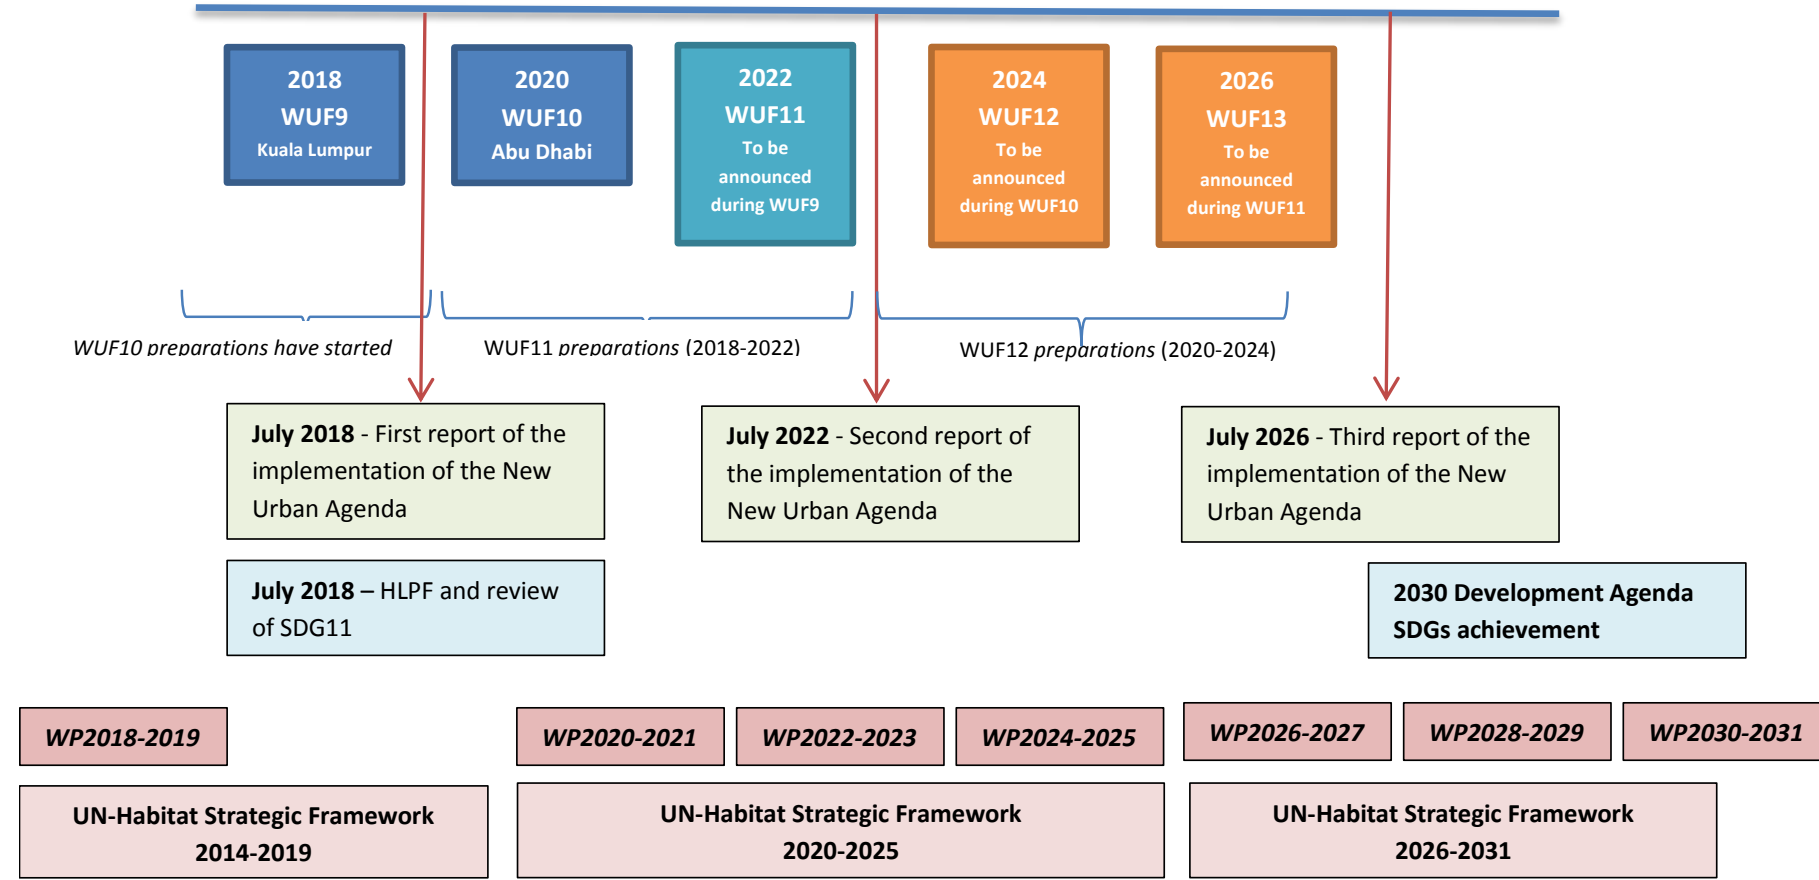 2018
WUF9
Kuala Lumpur
2020
WUF10
Abu Dhabi
2022
WUF11
To be
announced
during WUF9
2024
WUF12
To be
announced
during WUF10
2026
WUF13
To be
announced
during WUF11
WUF10 preparations have started
WUF11 preparations (2018-2022)
WUF12 preparations (2020-2024)
July 2018 - First report of the
implementation of the New
Urban Agenda
July 2022 - Second report of
the implementation of the
New Urban Agenda
July 2026 - Third report of the
implementation of the New
Urban Agenda
July 2018 – HLPF and review
of SDG11
2030 Development Agenda
SDGs achievement
WP2018-2019
WP2020-2021
WP2022-2023
WP2024-2025
WP2026-2027
WP2028-2029
WP2030-2031
UN-Habitat Strategic Framework
2014-2019
UN-Habitat Strategic Framework
2020-2025
UN-Habitat Strategic Framework
2026-2031